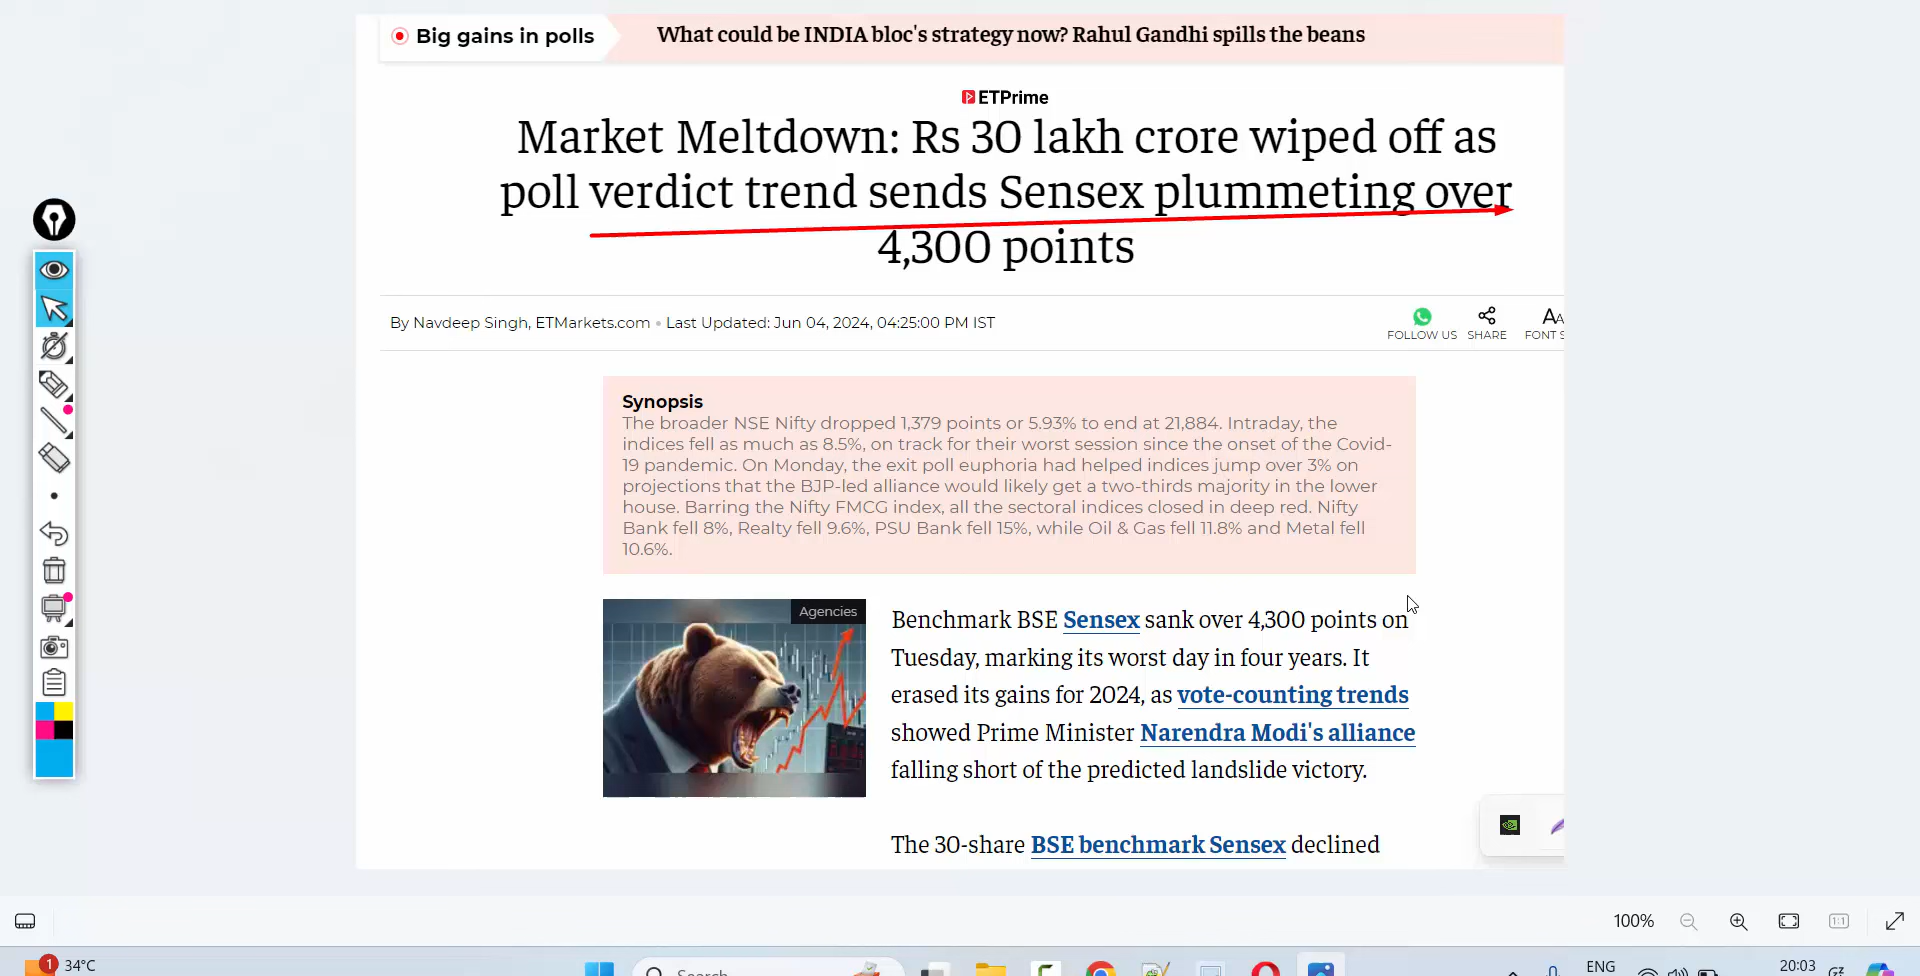 Big gains in polls
What could be INDIA bloc's strategy now? Rahul Gandhi spills the beans
ETPrime
Market Meltdown: Rs 30 lakh crore wiped off as
poll verdict trend sends Sensex plummeting over
4,300 points
By Navdeep Singh, ETMarkets.com • Last Updated: Jun 04, 2024, 04:25:00 PM IST
FOLLOW US
SHARE
FONT S
Synopsis
The broader NSE Nifty dropped 1,379 points or 5.93% to end at 21,884. Intraday, the
indices fell as much as 8.5%, on track for their worst session since the onset of the Covid-
19 pandemic. On Monday, the exit poll euphoria had helped indices jump over 3% on
projections that the BJP-led alliance would likely get a two-thirds majority in the lower
house. Barring the Nifty FMCG index, all the sectoral indices closed in deep red. Nifty
Bank fell 8%, Realty fell 9.6%, PSU Bank fell 15%, while Oil & Gas fell 11.8% and Metal fell
10.6%.
Agencies
Benchmark BSE Sensex sank over 4,300 points on
Tuesday, marking its worst day in four years. It
erased its gains for 2024, as vote-counting trends
showed Prime Minister Narendra Modi's alliance
falling short of the predicted landslide victory.
The 30-share BSE benchmark Sensex declined
100%
1:1
1
34°C
Search
ENG
20:03